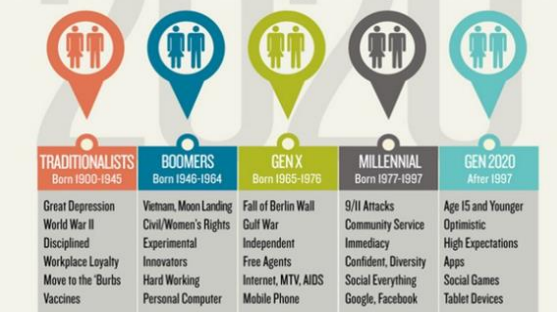 2020
TRADITIONALISTS
Born 1900-1945
Great Depression
World War II
Disciplined
Workplace Loyalty
Move to the 'Burbs
Vaccines
BOOMERS
Born 1946-1964
Vietnam, Moon Landing
Civil/Women's Rights
Experimental
Innovators
Hard Working
Personal Computer
GEN X
Born 1965-1976
Fall of Berlin Wall
Gulf War
Independent
Free Agents
Internet, MTV, AIDS
Mobile Phone
MILLENNIAL
Born 1977-1997
9/11 Attacks
Community Service
Immediacy
Confident, Diversity
Social Everything
Google, Facebook
GEN 2020
After 1997
Age 15 and Younger
Optimistic
High Expectations
Apps
Social Games
Tablet Devices